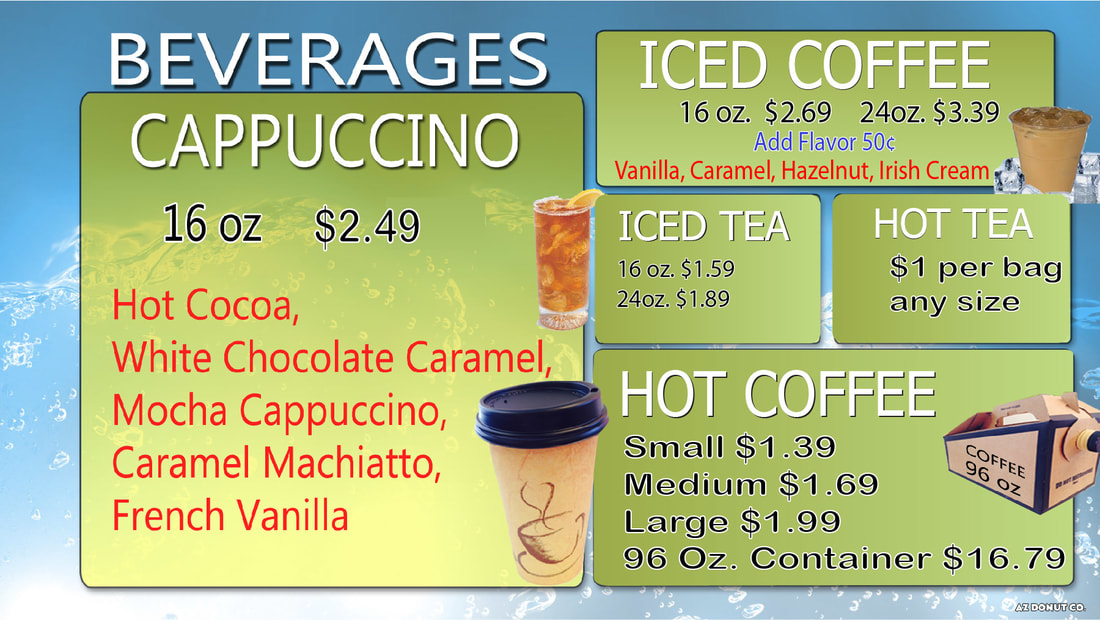 BEVERAGES
CAPPUCCINO
16 oz $2.49
Hot Cocoa,
White Chocolate Caramel,
Mocha Cappuccino,
Caramel Machiatto,
French Vanilla
ICED COFFEE
16 oz. $2.69 24oz. $3.39
Add Flavor 50¢
Vanilla, Caramel, Hazelnut, Irish Cream
ICED TEA
16 oz. $1.59
24oz. $1.89
HOT TEA
$1 per bag
any size
HOT COFFEE
Small $1.39
Medium $1.69
Large $1.99
96 Oz. Container $16.79
COFFEE
96 oz
AZ DONUT CO.